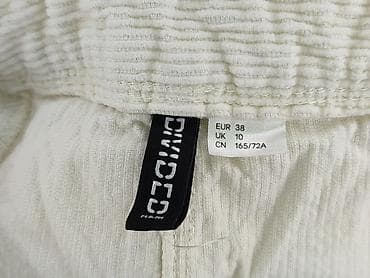 DIVIDED
H&M
EUR 38
UK 10
CN 165/72A